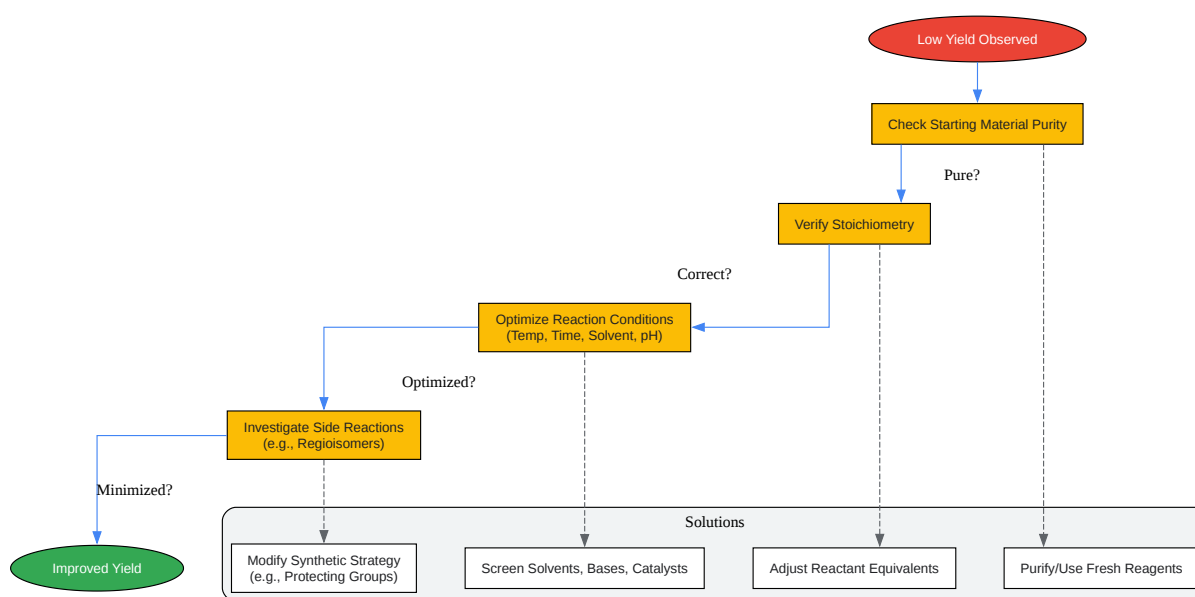 Low Yield Observed
Check Starting Material Purity
Pure?
Verify Stoichiometry
Correct?
Optimize Reaction Conditions
(Temp, Time, Solvent, pH)
Optimized?
Investigate Side Reactions
(e.g., Regioisomers)
Minimized?
Improved Yield
Solutions
Modify Synthetic Strategy
(e.g., Protecting Groups)
Screen Solvents, Bases, Catalysts
Adjust Reactant Equivalents
Purify/Use Fresh Reagents